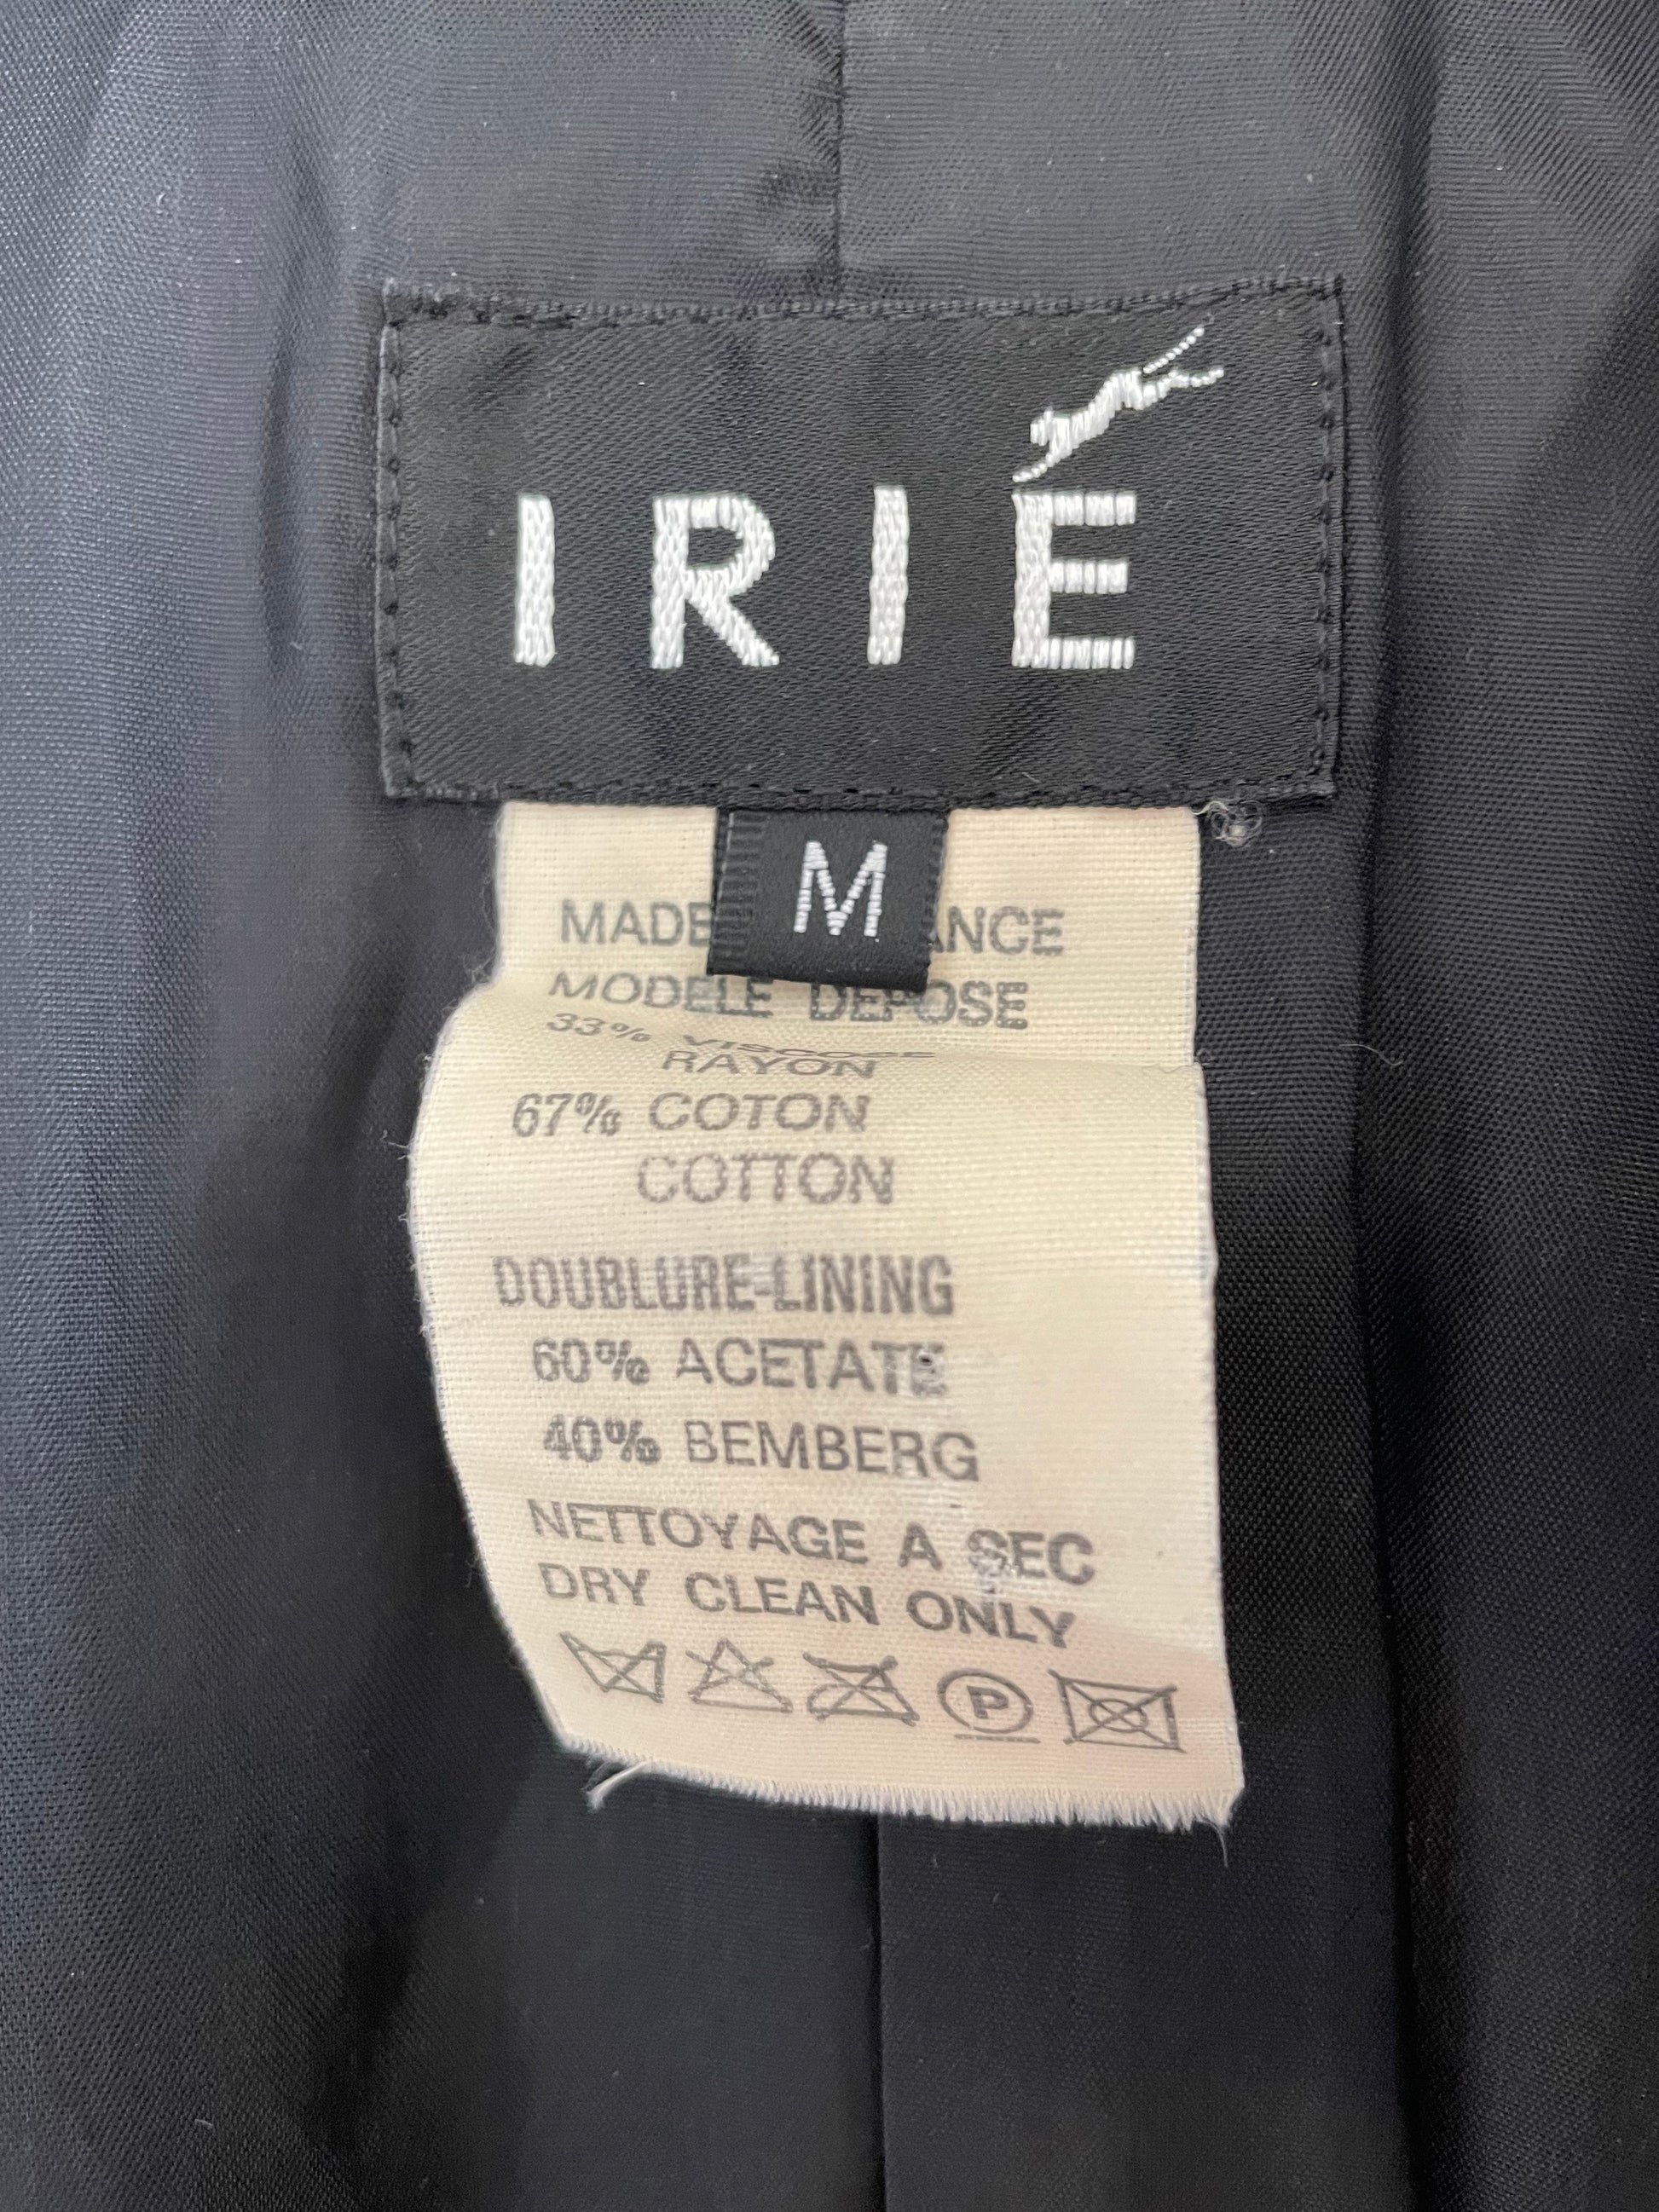 IRIÉ
M
MADE ANCE
MODELE DEPOSE
33% VISCOSE
RAYON
67% COTON
COTTON
DOUBLURE-LINING
60% ACETATE
40% BEMBERG
NETTOYAGE A SEC
DRY CLEAN ONLY
P